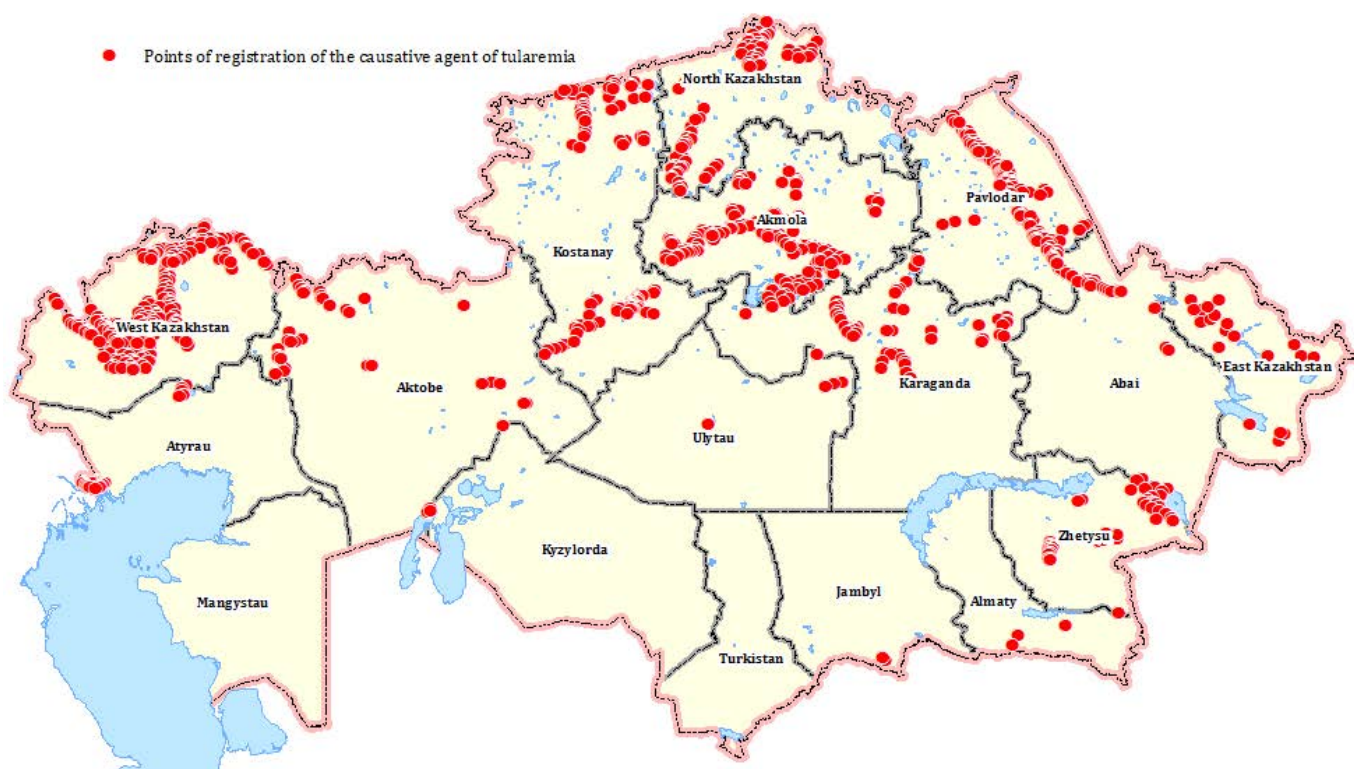 Points of registration of the causative agent of tularemia
North Kazakhstan
Pavlodar
Akmola
Kostanay
West Kazakhstan
East Kazakhstan
Karaganda
Abai
Aktobe
Ulytau
Atyrau
Zhetysu
Kyzylorda
Jambyl
Almaty
Mangystau
Turkistan